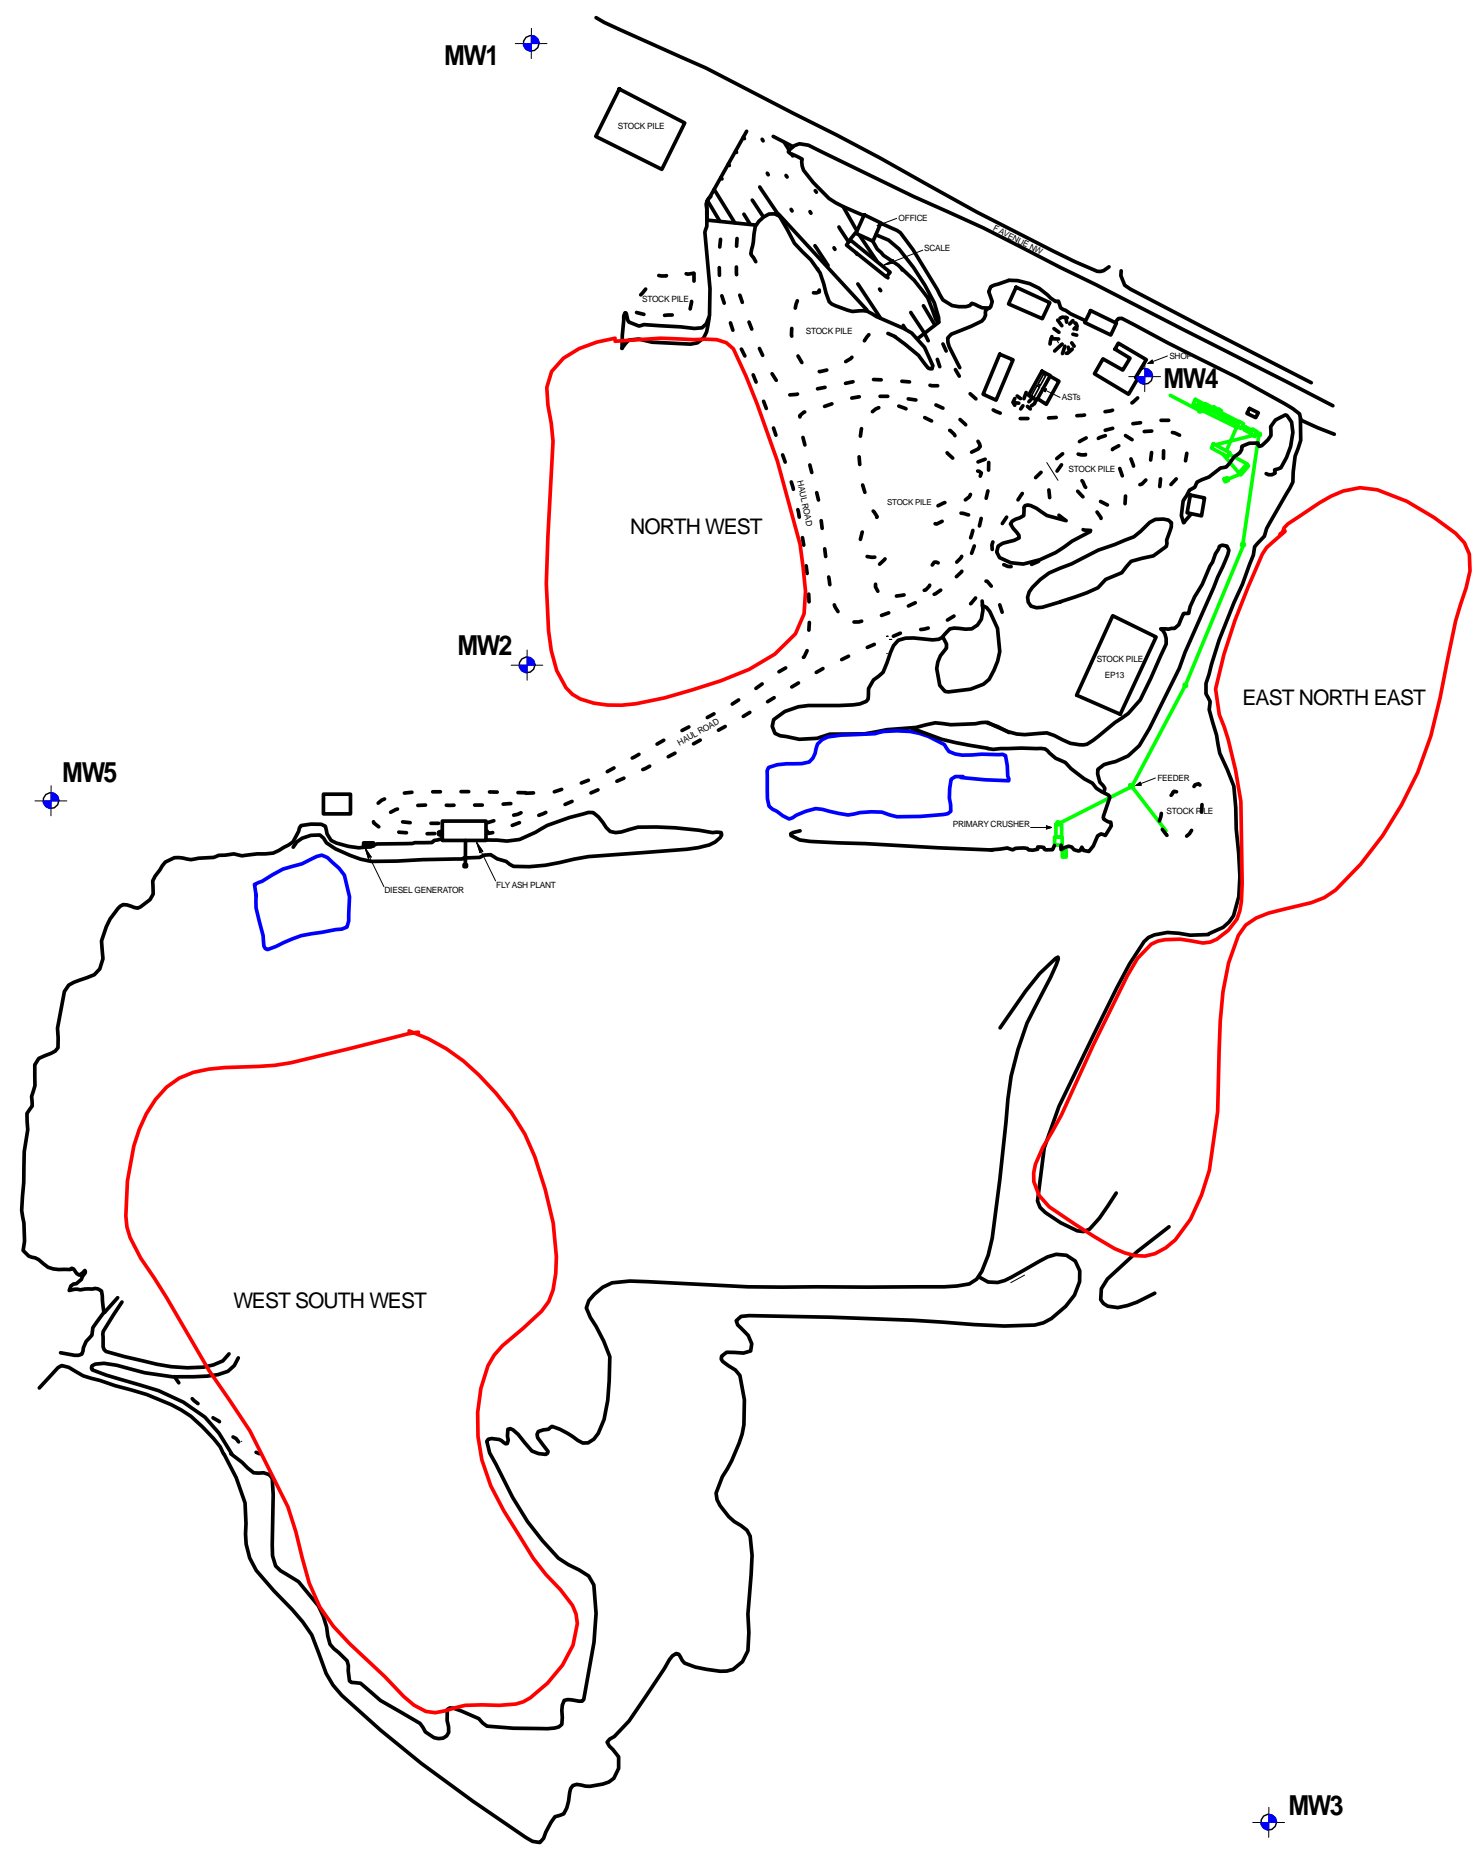 MW1
STOCK PILE
OFFICE
F AVENUE NW
SCALE
STOCK PILE
STOCK PILE
SHOP
MW4
ASTs
STOCK PILE
HAUL ROAD
STOCK PILE
NORTH WEST
MW2
STOCK PILE
EP13
EAST NORTH EAST
HAUL ROAD
MW5
FEEDER
STOCK PILE
PRIMARY CRUSHER
DIESEL GENERATOR
FLY ASH PLANT
WEST SOUTH WEST
MW3